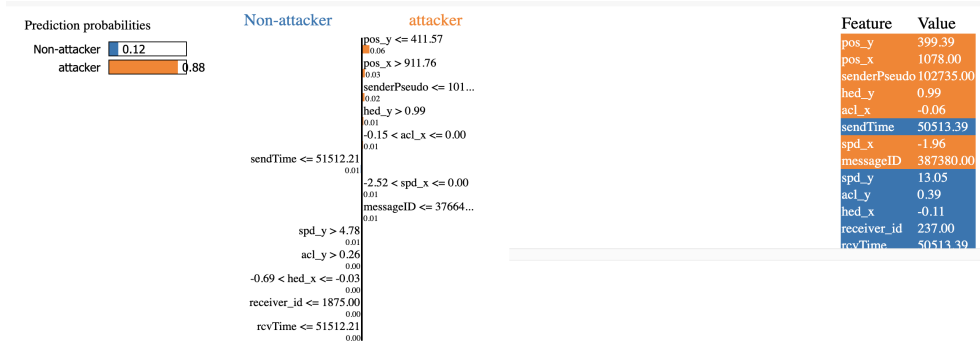 Prediction probabilities
Non-attacker 0.12
attacker 0.88
Non-attacker attacker
pos_y <= 411.57
0.06
pos_x > 911.76
0.03
senderPseudo <= 101...
0.02
hed_y > 0.99
0.01
-0.15 < acl_x <= 0.00
0.01
sendTime <= 51512.21
0.01
-2.52 < spd_x <= 0.00
0.01
messageID <= 37664...
0.01
spd_y > 4.78
0.01
acl_y > 0.26
0.00
-0.69 < hed_x <= -0.03
0.00
receiver_id <= 1875.00
0.00
rcvTime <= 51512.21
0.00
Feature Value
pos_y 399.39
pos_x 1078.00
senderPseudo 102735.00
hed_y 0.99
acl_x -0.06
sendTime 50513.39
spd_x -1.96
messageID 387380.00
spd_y 13.05
acl_y 0.39
hed_x -0.11
receiver_id 237.00
rcvTime 50513.39